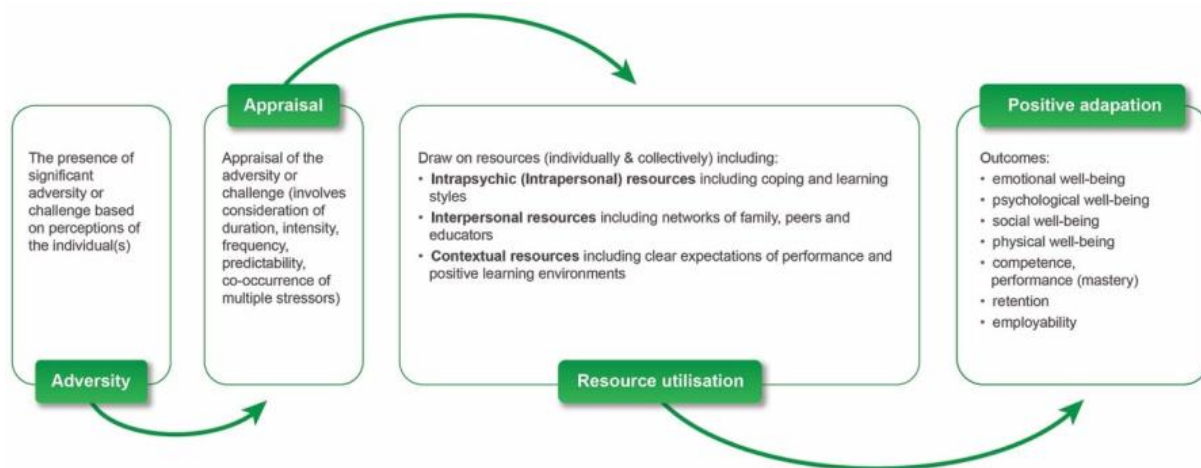 Adversity
The presence of
significant
adversity or
challenge based
on perceptions
of the individual(s)
Appraisal
Appraisal of the
adversity or
challenge (involves
consideration of
duration, intensity,
frequency,
predictability,
co-occurrence of
multiple stressors)
Resource utilisation
Draw on resources (individually & collectively) including:
• Intrapsychic (Intrapersonal) resources including coping and learning
styles
• Interpersonal resources including networks of family, peers and
educators
• Contextual resources including clear expectations of performance and
positive learning environments
Positive adapation
Outcomes:
• emotional well-being
• psychological well-being
• social well-being
• physical well-being
• competence,
performance (mastery)
• retention
• employability